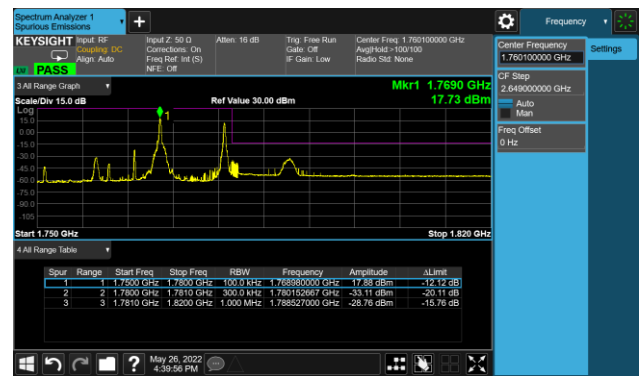 Spectrum Analyzer 1
Spurious Emissions
Frequency
KEYSIGHT Input: RF
Coupling: DC
Align: Auto
PASS
Input Z: 50 Ω
Corrections: On
Freq Ref: Int (S)
NFE: Off
Atten: 16 dB
Trig: Free Run
Gate: Off
IF Gain: Low
Center Freq: 1.760100000 GHz
Avg|Hold:>100/100
Radio Std: None
Center Frequency
1.760100000 GHz
Settings
CF Step
2.649000000 GHz
Auto
Man
Freq Offset
0 Hz
3 All Range Graph
Mkr1 1.7690 GHz
Scale/Div 15.0 dB
Ref Value 30.00 dBm
17.73 dBm
Log
15.0
0.00
-15.0
-30.0
-45.0
-60.0
-75.0
-90.0
-105
1
Start 1.750 GHz
Stop 1.820 GHz
4 All Range Table
Spur Range Start Freq Stop Freq RBW Frequency Amplitude ΔLimit
1 1 1.7500 GHz 1.7800 GHz 100.0 kHz 1.768980000 GHz 17.88 dBm -12.12 dB
2 2 1.7800 GHz 1.7810 GHz 300.0 kHz 1.780152667 GHz -33.11 dBm -20.11 dB
3 3 1.7810 GHz 1.8200 GHz 1.000 MHz 1.788527000 GHz -28.76 dBm -15.76 dB
May 26, 2022
4:39:56 PM